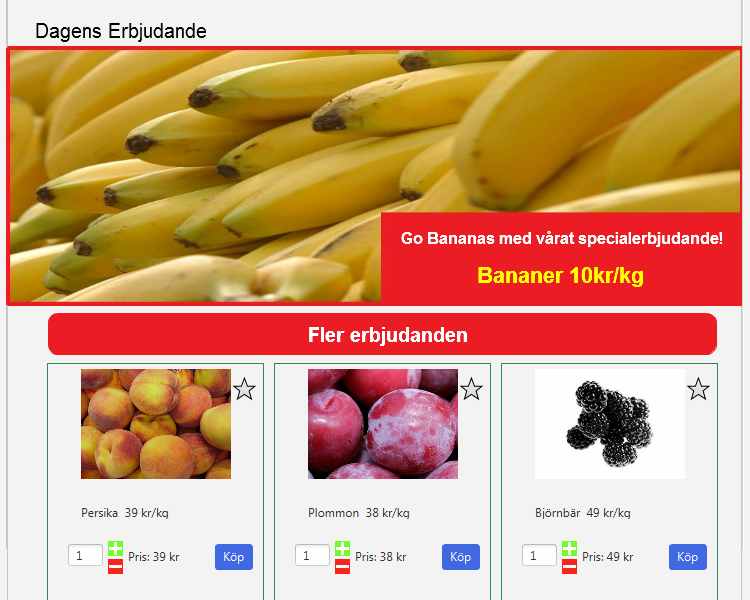 Dagens Erbjudande
Go Bananas med vårat specialerbjudande!
Bananer 10kr/kg
Fler erbjudanden
Persika 39 kr/kg
Plommon 38 kr/kg
Björnbär 49 kr/kg
1 Pris: 39 kr Köp
1 Pris: 38 kr Köp
1 Pris: 49 kr Köp